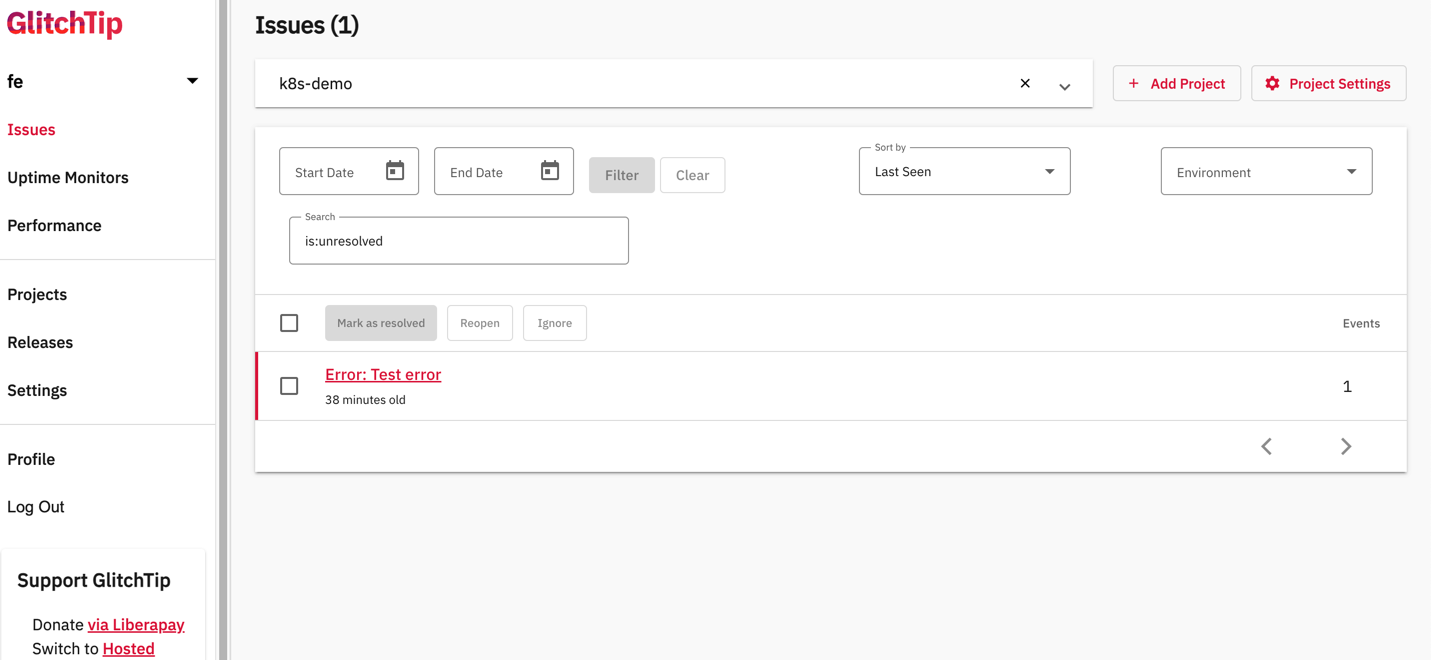 GlitchTip
fe
Issues
Uptime Monitors
Performance
Projects
Releases
Settings
Profile
Log Out
Support GlitchTip
Donate via Liberapay
Switch to Hosted
Issues (1)
k8s-demo
Add Project
Project Settings
Start Date
End Date
Filter
Clear
Sort by
Last Seen
Environment
Search
is:unresolved
Mark as resolved
Reopen
Ignore
Events
Error: Test error
1
38 minutes old